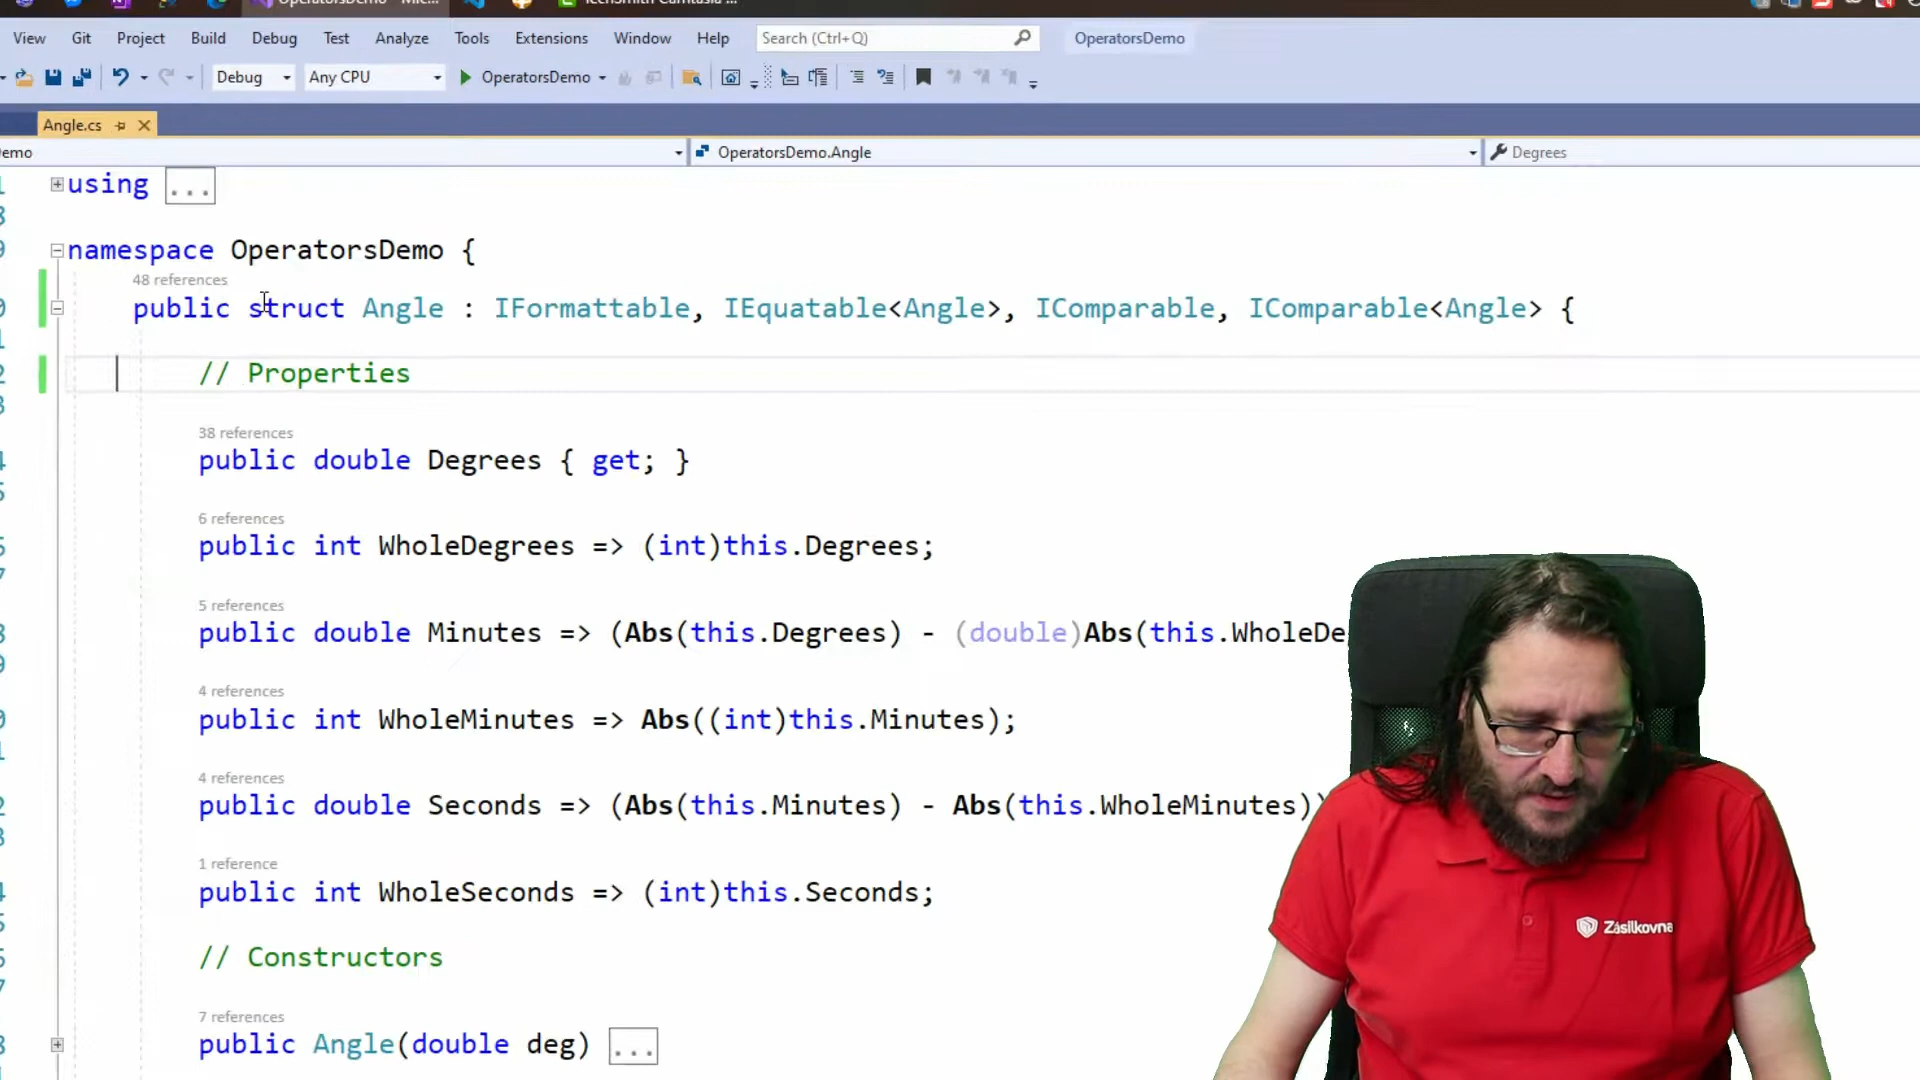 OperatorsDemo - Mic...
TechSmith Camtasia ...
View Git Project Build Debug Test Analyze Tools Extensions Window Help Search (Ctrl+Q) OperatorsDemo
Debug Any CPU OperatorsDemo
Angle.cs
emo OperatorsDemo.Angle Degrees
using ...
namespace OperatorsDemo {
48 references
public struct Angle : IFormattable, IEquatable<Angle>, IComparable, IComparable<Angle> {
// Properties
38 references
public double Degrees { get; }
6 references
public int WholeDegrees => (int)this.Degrees;
5 references
public double Minutes => (Abs(this.Degrees) - (double)Abs(this.WholeDe
4 references
public int WholeMinutes => Abs((int)this.Minutes);
4 references
public double Seconds => (Abs(this.Minutes) - Abs(this.WholeMinutes))
1 reference
public int WholeSeconds => (int)this.Seconds;
Zásilkovna
// Constructors
7 references
public Angle(double deg) ...